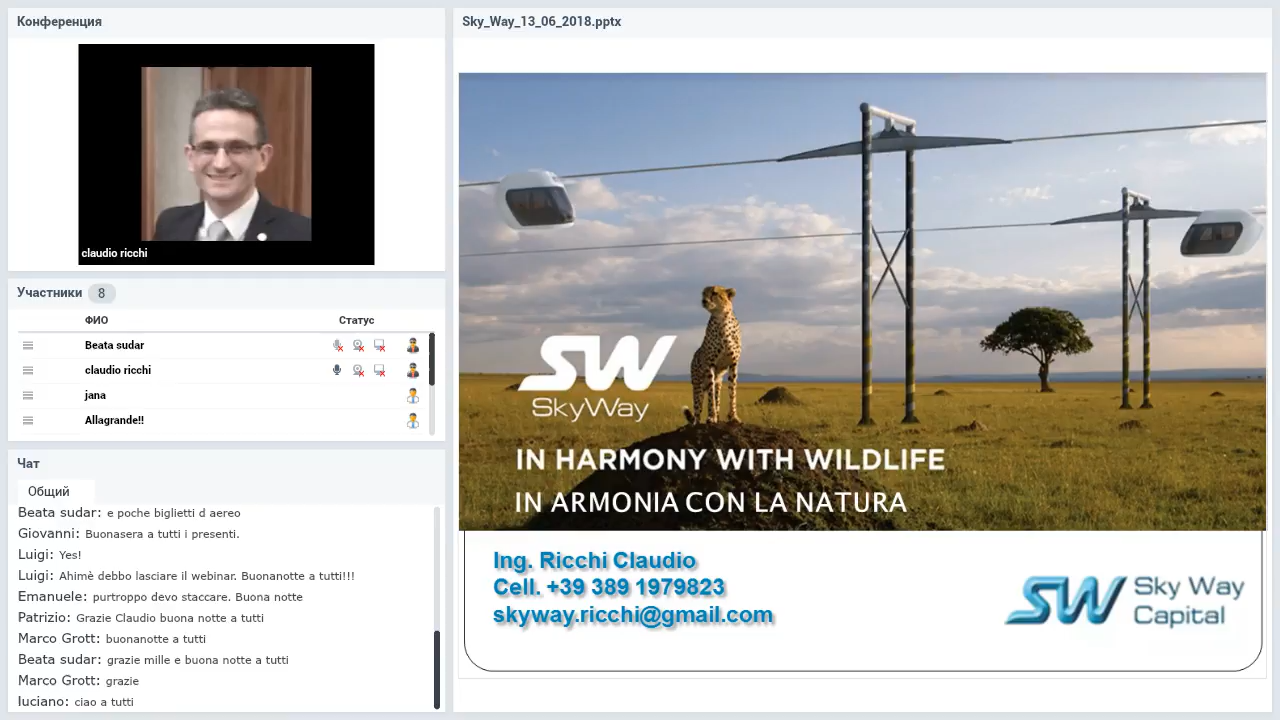 Конференция
claudio ricchi
Участники 8
ФИО Статус
Beata sudar
claudio ricchi
jana
Allagrande!!
Чат
Общий
Beata sudar: e poche biglietti d aereo
Giovanni: Buonasera a tutti i presenti.
Luigi: Yes!
Luigi: Ahimè debbo lasciare il webinar. Buonanotte a tutti!!!
Emanuele: purtroppo devo staccare. Buona notte
Patrizio: Grazie Claudio buona notte a tutti
Marco Grott: buonanotte a tutti
Beata sudar: grazie mille e buona notte a tutti
Marco Grott: grazie
luciano: ciao a tutti
Sky_Way_13_06_2018.pptx
SW
SkyWay
IN HARMONY WITH WILDLIFE
IN ARMONIA CON LA NATURA
Ing. Ricchi Claudio
Cell. +39 389 1979823
skyway.ricchi@gmail.com
SW Sky Way
Capital